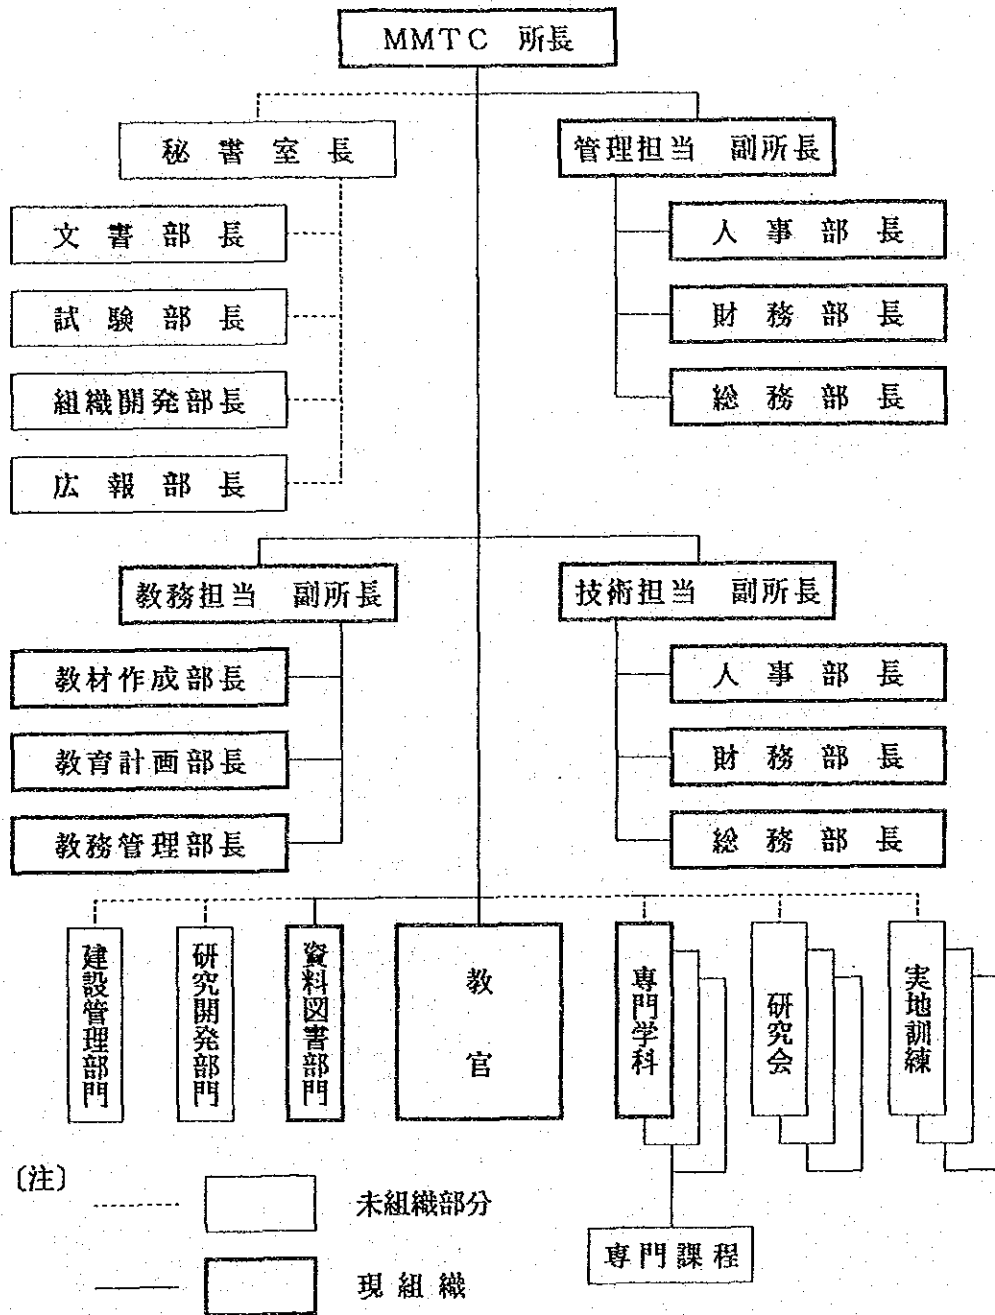 MMTC 所長
秘書室長
管理担当 副所長
文書部長
人事部長
試験部長
財務部長
組織開発部長
総務部長
広報部長
教務担当 副所長
技術担当 副所長
教材作成部長
人事部長
教育計画部長
財務部長
教務管理部長
総務部長
建設管理部門
研究開発部門
資料図書部門
教官
専門学科
研究会
実地訓練
〔注〕
未組織部分
専門課程
現組織